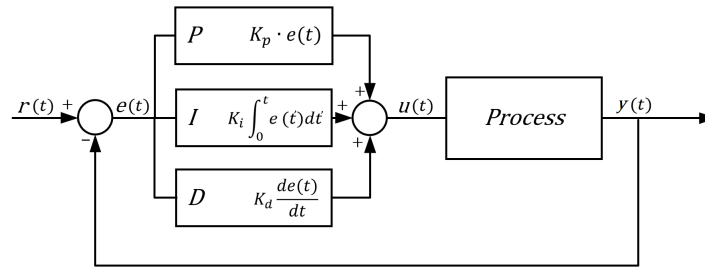 P K_p · e(t)
r(t) + e(t) I K_i ∫_0^t e (t́)dt́ + + u(t) Process y(t)
−
+
D K_d de(t)/dt